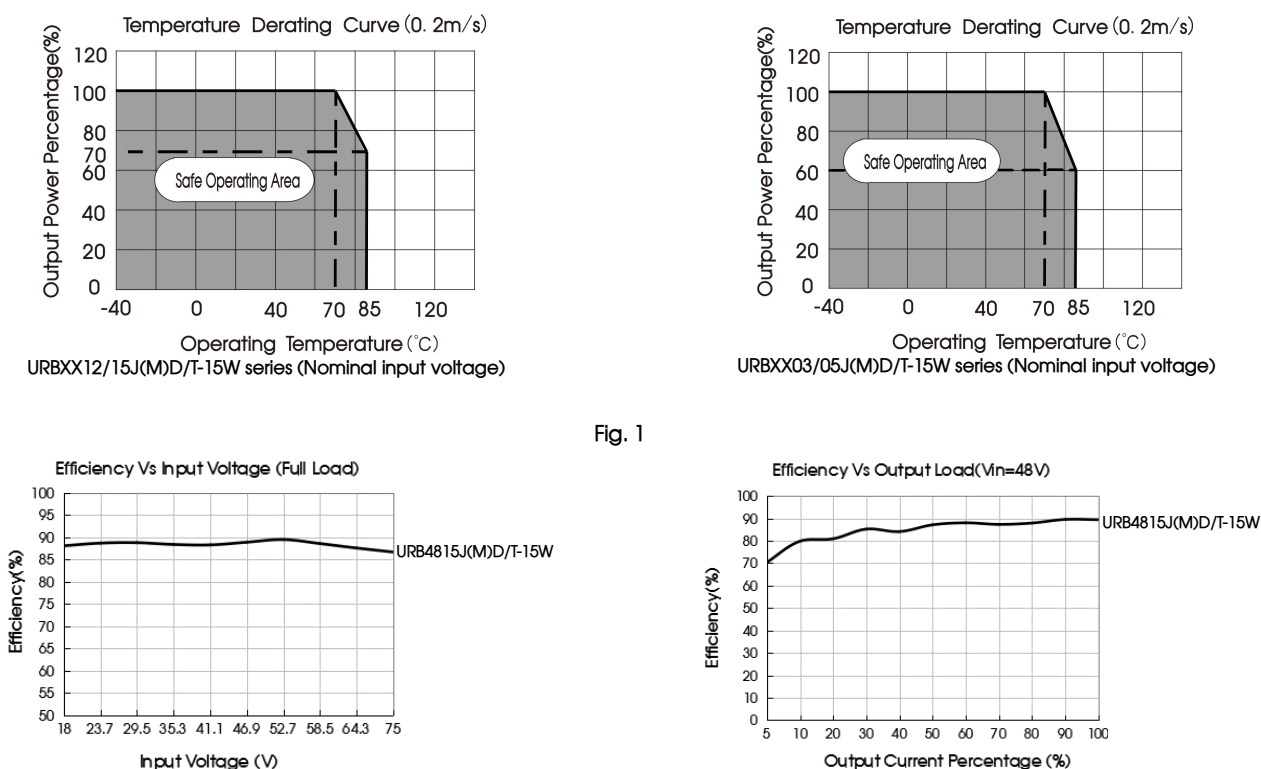 Temperature Derating Curve(0. 2m/s)
Output Power Percentage(%)
120
100
80
70
60
40
20
0
Safe Operating Area
-40 0 40 70 85 120
Operating Temperature(°C)
URBXX12/15J(M)D/T-15W series (Nominal input voltage)
Temperature Derating Curve(0. 2m/s)
Output Power Percentage(%)
120
100
80
60
40
20
0
Safe Operating Area
-40 0 40 70 85 120
Operating Temperature(°C)
URBXX03/05J(M)D/T-15W series (Nominal input voltage)
Fig. 1
Efficiency Vs Input Voltage (Full Load)
Efficiency(%)
100
95
90
85
80
75
70
65
60
55
50
URB4815J(M)D/T-15W
18 23.7 29.5 35.3 41.1 46.9 52.7 58.5 64.3 75
Input Voltage (V)
Efficiency Vs Output Load(Vin=48V)
Efficiency(%)
100
90
80
70
60
50
40
30
20
10
0
URB4815J(M)D/T-15W
5 10 20 30 40 50 60 70 80 90 100
Output Current Percentage (%)